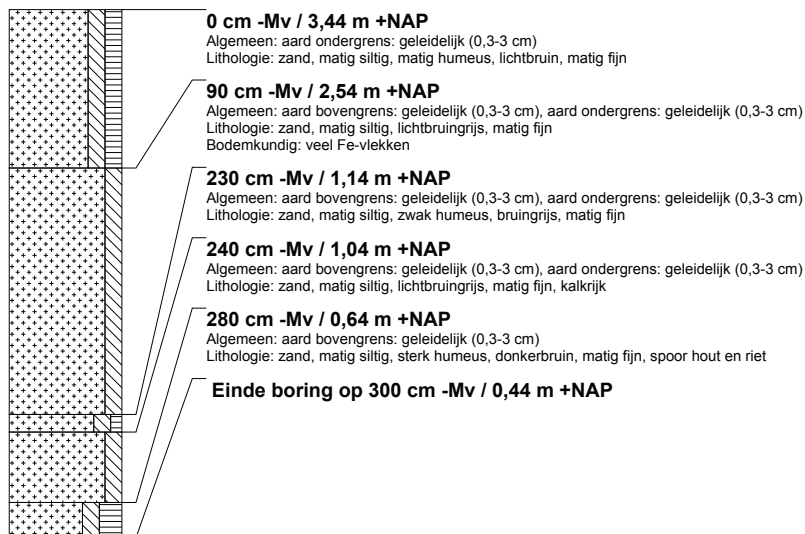 0 cm -Mv / 3,44 m +NAP
Algemeen: aard ondergrens: geleidelijk (0,3-3 cm)
Lithologie: zand, matig siltig, matig humeus, lichtbruin, matig fijn
90 cm -Mv / 2,54 m +NAP
Algemeen: aard bovengrens: geleidelijk (0,3-3 cm), aard ondergrens: geleidelijk (0,3-3 cm)
Lithologie: zand, matig siltig, lichtbruingrijs, matig fijn
Bodemkundig: veel Fe-vlekken
230 cm -Mv / 1,14 m +NAP
Algemeen: aard bovengrens: geleidelijk (0,3-3 cm), aard ondergrens: geleidelijk (0,3-3 cm)
Lithologie: zand, matig siltig, zwak humeus, bruingrijs, matig fijn
240 cm -Mv / 1,04 m +NAP
Algemeen: aard bovengrens: geleidelijk (0,3-3 cm), aard ondergrens: geleidelijk (0,3-3 cm)
Lithologie: zand, matig siltig, lichtbruingrijs, matig fijn, kalkrijk
280 cm -Mv / 0,64 m +NAP
Algemeen: aard bovengrens: geleidelijk (0,3-3 cm)
Lithologie: zand, matig siltig, sterk humeus, donkerbruin, matig fijn, spoor hout en riet
Einde boring op 300 cm -Mv / 0,44 m +NAP